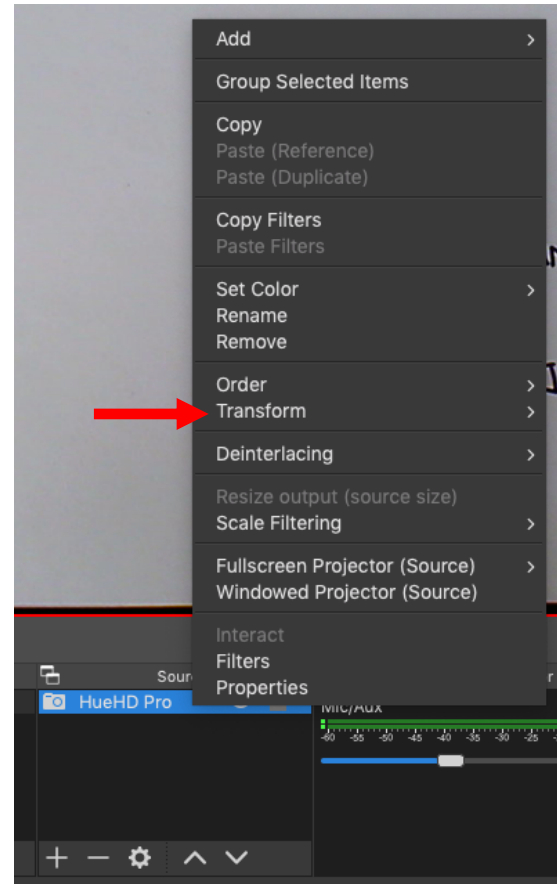 Add
Group Selected Items
Copy
Paste (Reference)
Paste (Duplicate)
Copy Filters
Paste Filters
Set Color
Rename
Remove
Order
Transform
Deinterlacing
Resize output (source size)
Scale Filtering
Fullscreen Projector (Source)
Windowed Projector (Source)
Interact
Filters
Properties
Sour
r
HueHD Pro
Mic/Aux
-60 -55 -50 -45 -40 -35 -30 -25